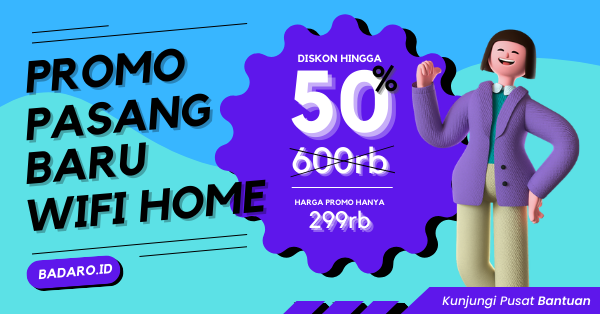 PROMO
PASANG
BARU
WIFI HOME
BADARO.ID
DISKON HINGGA
50%
600rb
HARGA PROMO HANYA
299rb
Kunjungi Pusat Bantuan